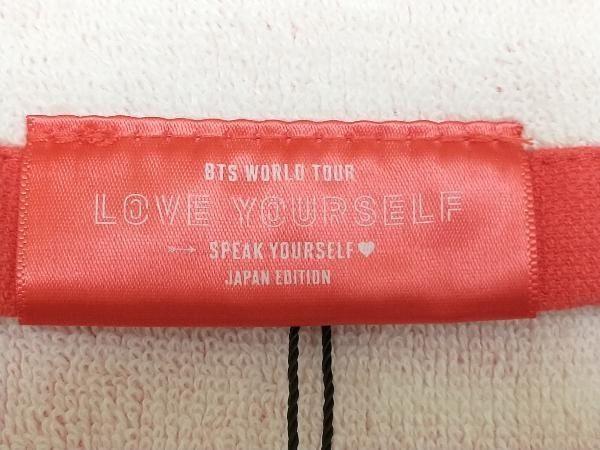 BTS WORLD TOUR
LOVE YOURSELF
SPEAK YOURSELF
JAPAN EDITION